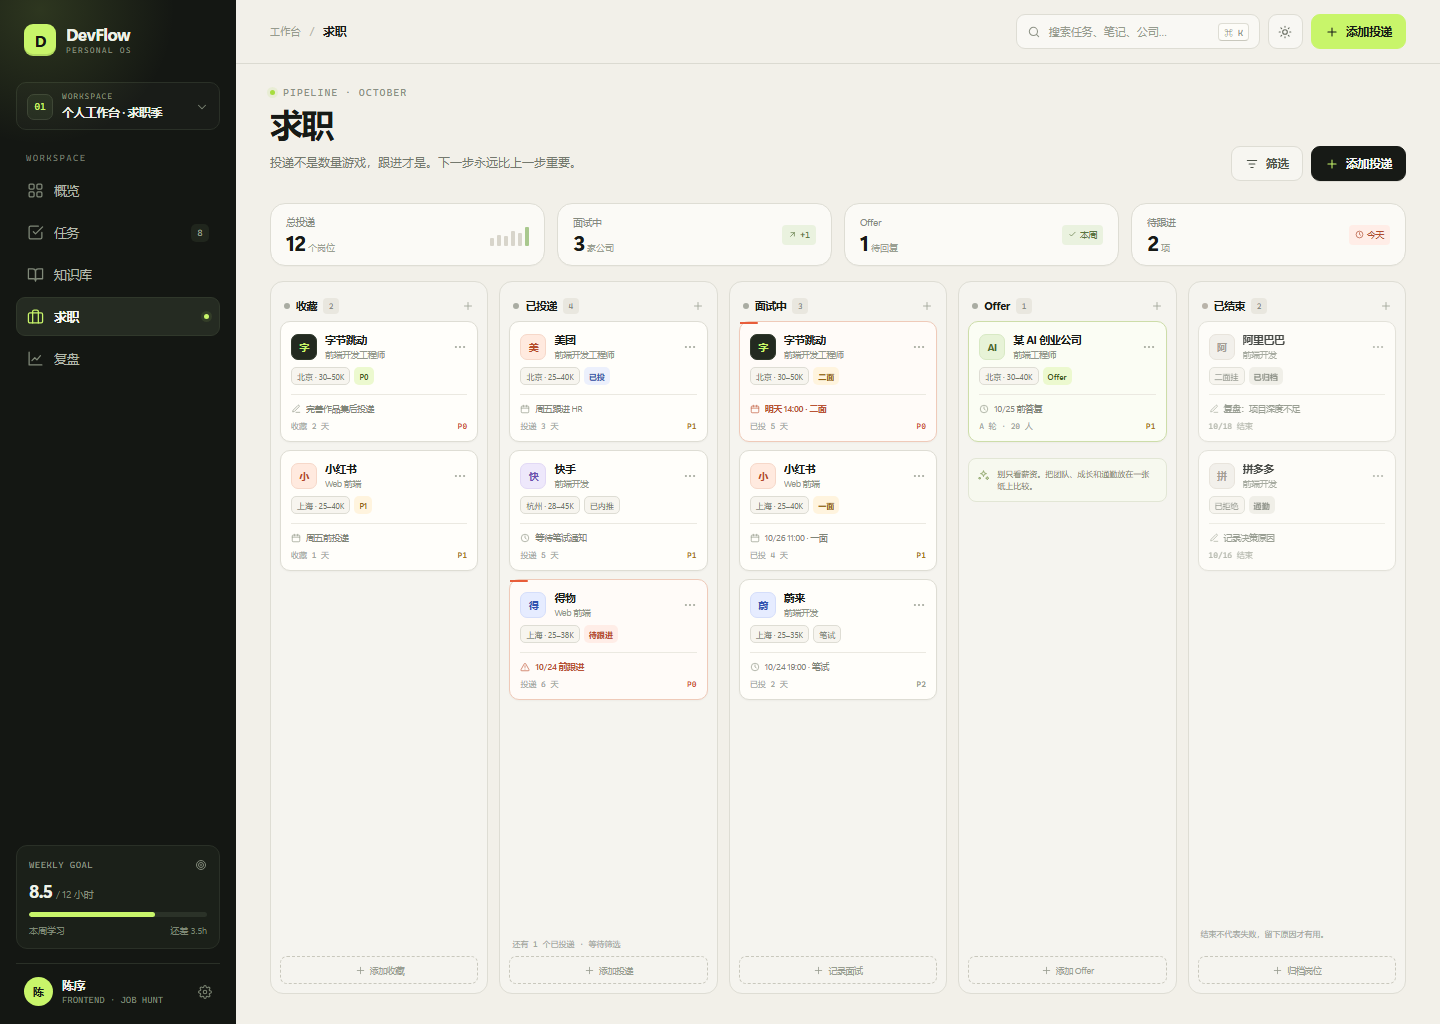 D
DevFlow
PERSONAL OS
01
WORKSPACE
个人工作台 · 求职季
WORKSPACE
概览
任务
8
知识库
求职
复盘
WEEKLY GOAL
8.5 / 12 小时
本周学习
还差 3.5h
陈
陈序
FRONTEND · JOB HUNT
工作台 / 求职
搜索任务、笔记、公司...
⌘ K
添加投递
PIPELINE · OCTOBER
求职
投递不是数量游戏，跟进才是。下一步永远比上一步重要。
筛选
添加投递
总投递
12 个岗位
面试中
3 家公司
+1
Offer
1 待回复
本周
待跟进
2 项
今天
收藏 2
字
字节跳动
前端开发工程师
北京 · 30–50K
P0
完善作品集后投递
收藏 2 天
P0
小
小红书
Web 前端
上海 · 25–40K
P1
周五前投递
收藏 1 天
P1
添加收藏
已投递 4
美
美团
前端开发工程师
北京 · 25–40K
已投
周五跟进 HR
投递 3 天
P1
快
快手
前端开发
杭州 · 28–45K
已内推
等待笔试通知
投递 5 天
P1
得
得物
Web 前端
上海 · 25–38K
待跟进
10/24 前跟进
投递 6 天
P0
还有 1 个已投递 · 等待筛选
添加投递
面试中 3
字
字节跳动
前端开发工程师
北京 · 30–50K
二面
明天 14:00 · 二面
已投 5 天
P0
小
小红书
Web 前端
上海 · 25–40K
一面
10/26 11:00 · 一面
已投 4 天
P1
蔚
蔚来
前端开发
上海 · 25–35K
笔试
10/24 19:00 · 笔试
已投 2 天
P2
记录面试
Offer 1
AI
某 AI 创业公司
前端工程师
北京 · 30–40K
Offer
10/25 前答复
A 轮 · 20 人
P1
别只看薪资。把团队、成长和通勤放在一张
纸上比较。
添加 Offer
已结束 2
阿
阿里巴巴
前端开发
二面挂
已归档
复盘：项目深度不足
10/18 结束
拼
拼多多
前端开发
已拒绝
通勤
记录决策原因
10/16 结束
结束不代表失败，留下原因才有用。
归档岗位